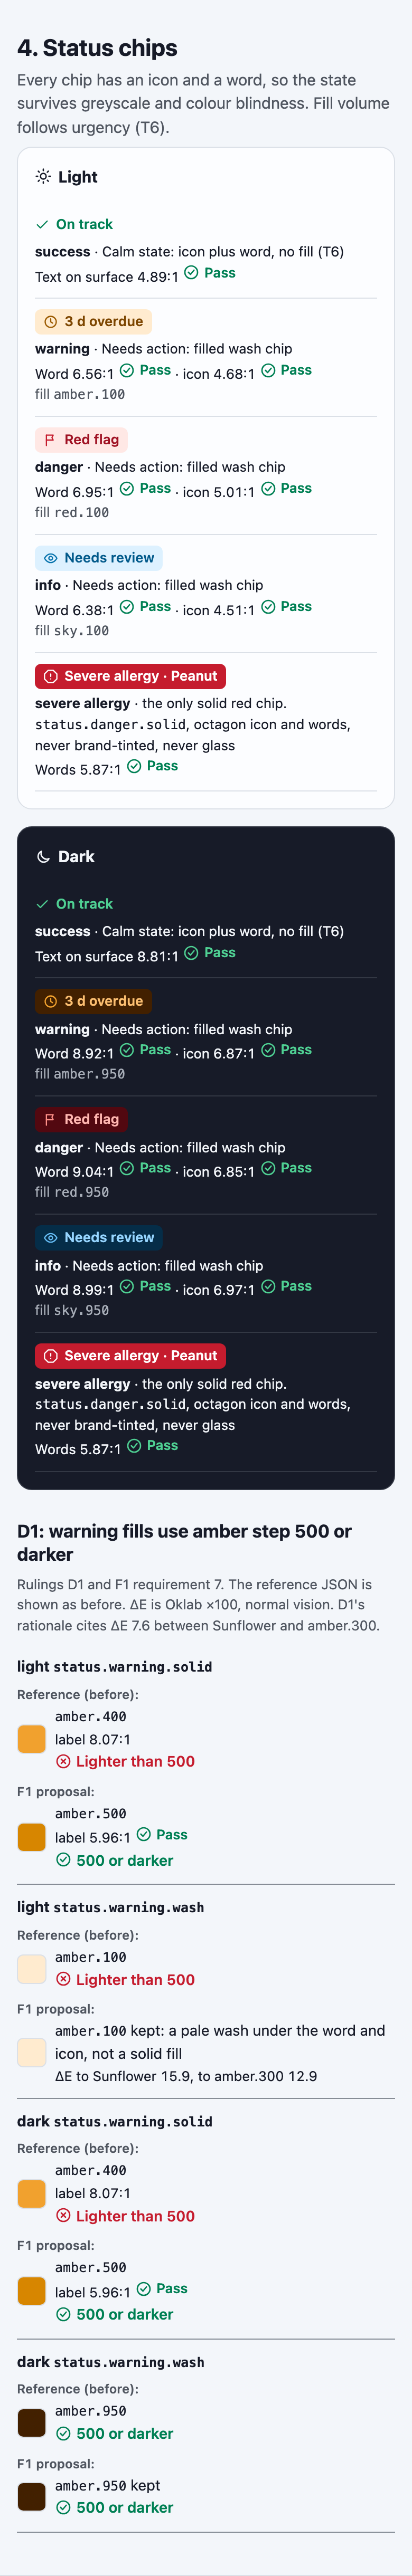 4. Status chips
Every chip has an icon and a word, so the state
survives greyscale and colour blindness. Fill volume
follows urgency (T6).
Light
On track
success · Calm state: icon plus word, no fill (T6)
Text on surface 4.89:1 Pass
3 d overdue
warning · Needs action: filled wash chip
Word 6.56:1 Pass · icon 4.68:1 Pass
fill amber.100
Red flag
danger · Needs action: filled wash chip
Word 6.95:1 Pass · icon 5.01:1 Pass
fill red.100
Needs review
info · Needs action: filled wash chip
Word 6.38:1 Pass · icon 4.51:1 Pass
fill sky.100
Severe allergy · Peanut
severe allergy · the only solid red chip.
status.danger.solid, octagon icon and words,
never brand-tinted, never glass
Words 5.87:1 Pass
Dark
On track
success · Calm state: icon plus word, no fill (T6)
Text on surface 8.81:1 Pass
3 d overdue
warning · Needs action: filled wash chip
Word 8.92:1 Pass · icon 6.87:1 Pass
fill amber.950
Red flag
danger · Needs action: filled wash chip
Word 9.04:1 Pass · icon 6.85:1 Pass
fill red.950
Needs review
info · Needs action: filled wash chip
Word 8.99:1 Pass · icon 6.97:1 Pass
fill sky.950
Severe allergy · Peanut
severe allergy · the only solid red chip.
status.danger.solid, octagon icon and words,
never brand-tinted, never glass
Words 5.87:1 Pass
D1: warning fills use amber step 500 or
darker
Rulings D1 and F1 requirement 7. The reference JSON is
shown as before. ΔE is Oklab ×100, normal vision. D1's
rationale cites ΔE 7.6 between Sunflower and amber.300.
light status.warning.solid
Reference (before):
amber.400
label 8.07:1
Lighter than 500
F1 proposal:
amber.500
label 5.96:1 Pass
500 or darker
light status.warning.wash
Reference (before):
amber.100
Lighter than 500
F1 proposal:
amber.100 kept: a pale wash under the word and
icon, not a solid fill
ΔE to Sunflower 15.9, to amber.300 12.9
dark status.warning.solid
Reference (before):
amber.400
label 8.07:1
Lighter than 500
F1 proposal:
amber.500
label 5.96:1 Pass
500 or darker
dark status.warning.wash
Reference (before):
amber.950
500 or darker
F1 proposal:
amber.950 kept
500 or darker